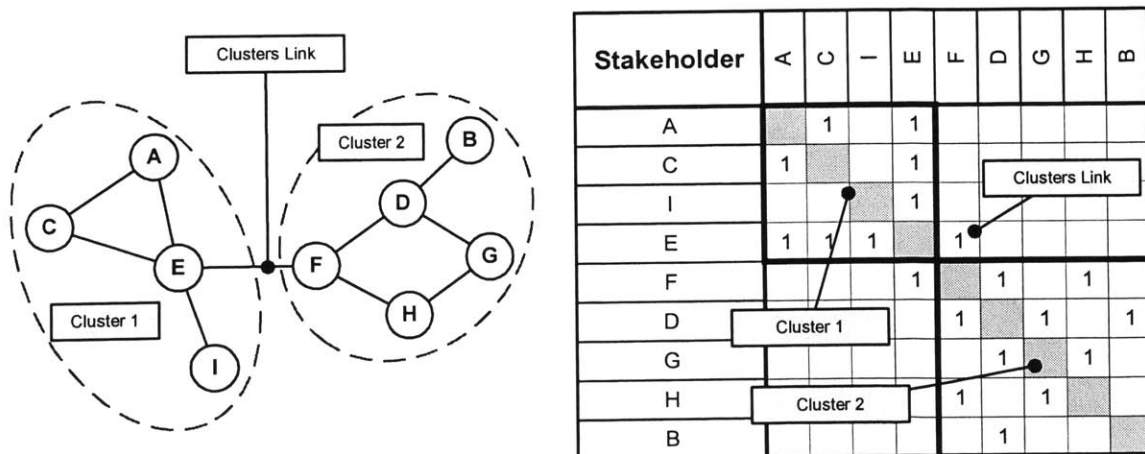 Clusters Link
Cluster 2
B
A
D
C
G
E
F
H
Cluster 1
I
Stakeholder A C I E F D G H B
A 1 1
C 1 1
I 1
E 1 1 1 1
F 1 1 1
D 1 1 1
G 1 1
H 1 1
B 1
Clusters Link
Cluster 1
Cluster 2